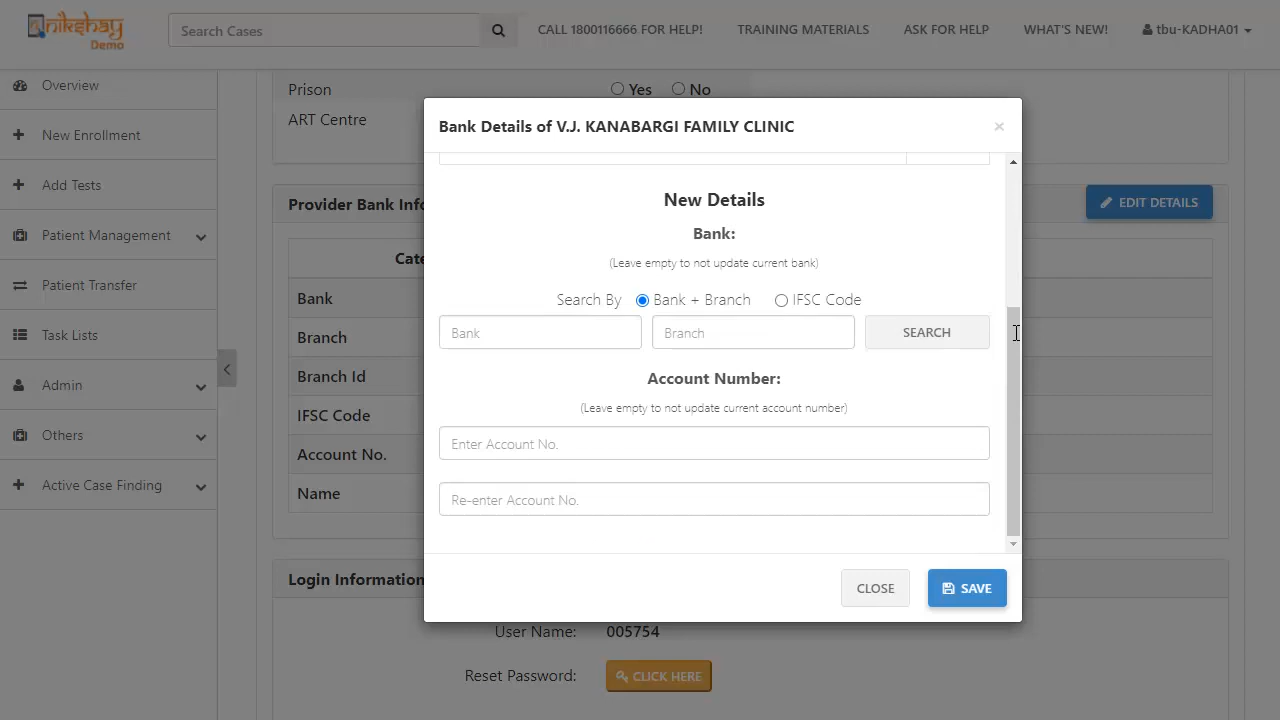 nikshay
Demo
Search Cases
CALL 1800116666 FOR HELP!
TRAINING MATERIALS
ASK FOR HELP
WHAT'S NEW!
tbu-KADHA01
Overview
New Enrollment
Add Tests
Patient Management
Patient Transfer
Task Lists
Admin
Others
Active Case Finding
Prison
Yes No
ART Centre
Provider Bank Info
EDIT DETAILS
Cate
Bank
Branch
Branch Id
IFSC Code
Account No.
Name
Login Information
User Name: 005754
Reset Password: CLICK HERE
Bank Details of V.J. KANABARGI FAMILY CLINIC
×
New Details
Bank:
(Leave empty to not update current bank)
Search By Bank + Branch IFSC Code
Bank Branch SEARCH
Account Number:
(Leave empty to not update current account number)
Enter Account No.
Re-enter Account No.
CLOSE SAVE